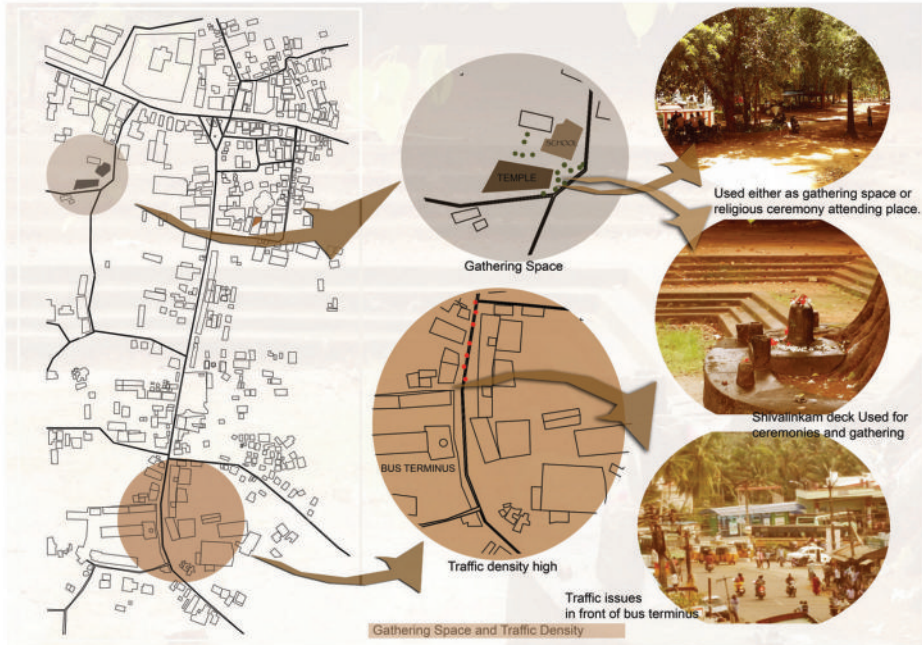 SCHOOL
TEMPLE
Gathering Space
Used either as gathering space or
religious ceremony attending place.
Shivalinkam deck Used for
ceremonies and gathering
BUS TERMINUS
Traffic density high
Traffic issues
in front of bus terminus
Gathering Space and Traffic Density